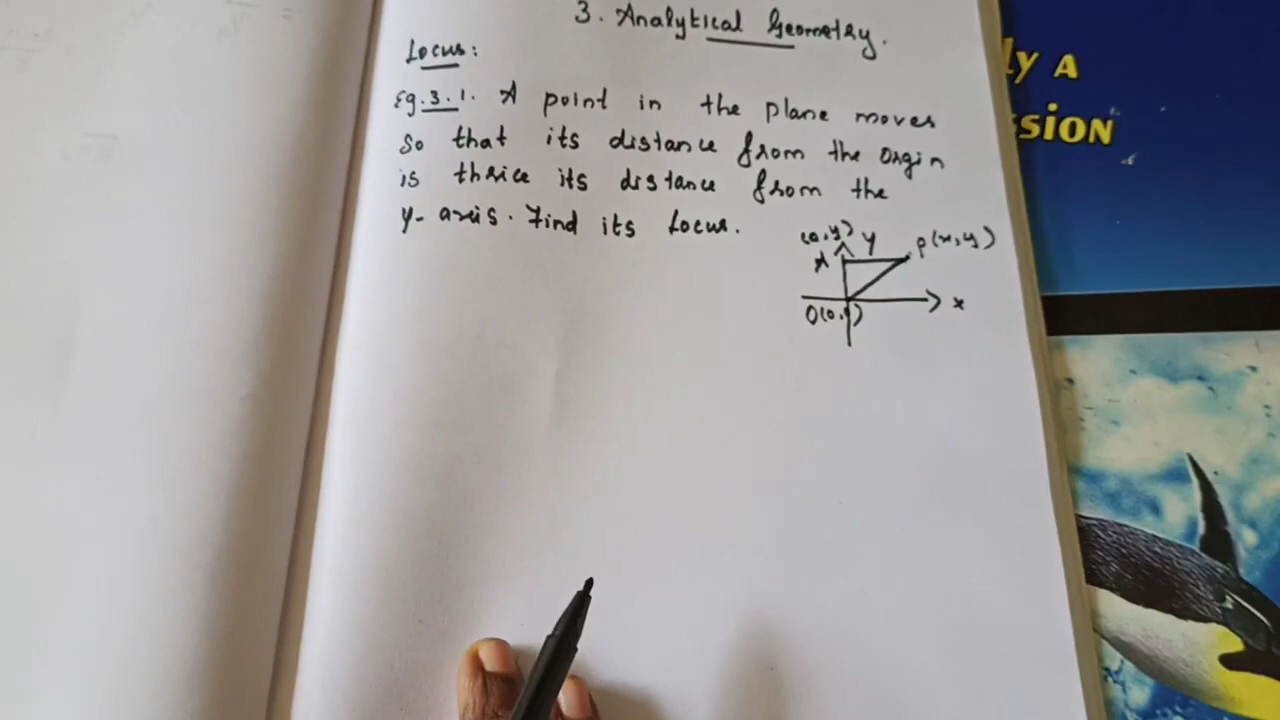 3. Analytical Geometry.
Locus:
Eg.3.1. A point in the plane moves
So that its distance from the orgin
is thrice its distance from the
y-axis. Find its Locus.
(0,y) y P(x,y)
A
x
O(0,0)
ly A
sion